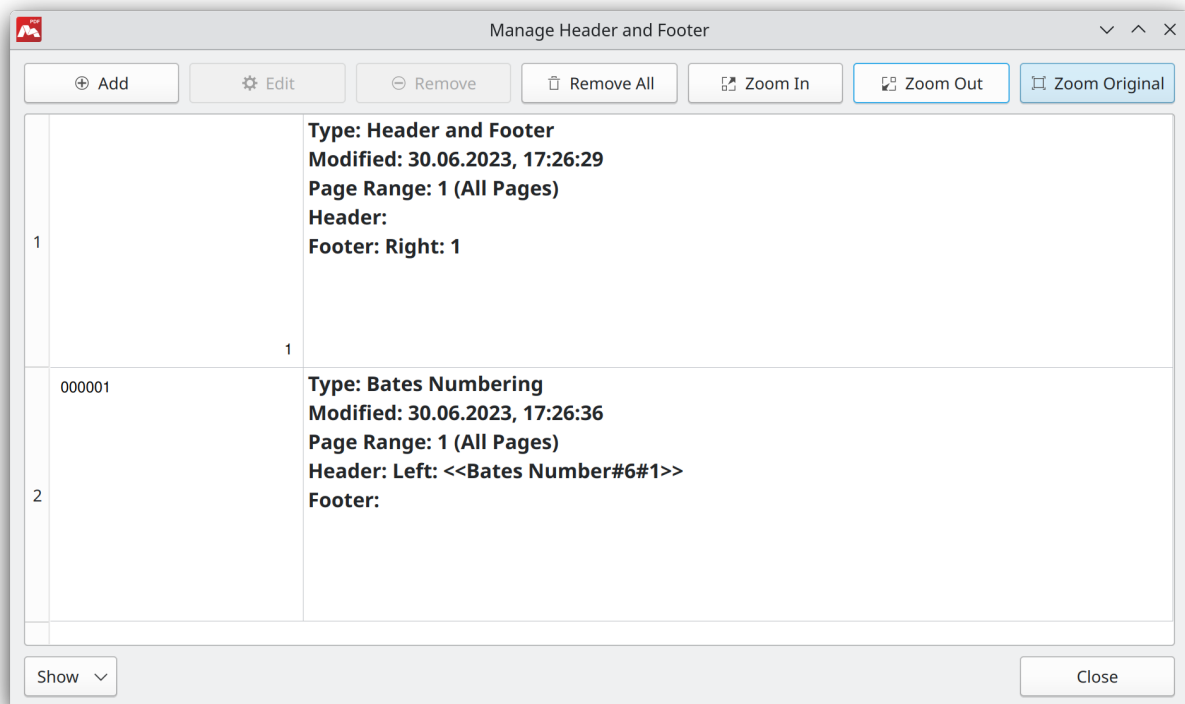 PDF
Manage Header and Footer
Add Edit Remove Remove All Zoom In Zoom Out Zoom Original
1
1
Type: Header and Footer
Modified: 30.06.2023, 17:26:29
Page Range: 1 (All Pages)
Header:
Footer: Right: 1
2
000001
Type: Bates Numbering
Modified: 30.06.2023, 17:26:36
Page Range: 1 (All Pages)
Header: Left: <<Bates Number#6#1>>
Footer:
Show Close